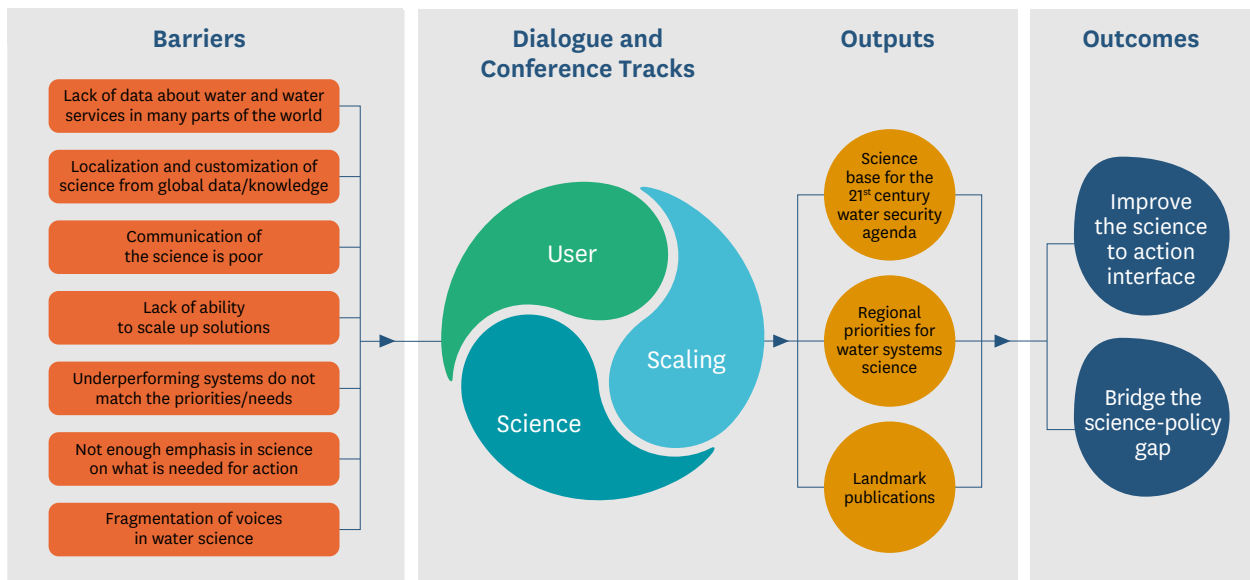 Barriers
Lack of data about water and water
services in many parts of the world
Localization and customization of
science from global data/knowledge
Communication of
the science is poor
Lack of ability
to scale up solutions
Underperforming systems do not
match the priorities/needs
Not enough emphasis in science
on what is needed for action
Fragmentation of voices
in water science
Dialogue and
Conference Tracks
User
Scaling
Science
Outputs
Science
base for the
21st century
water security
agenda
Regional
priorities for
water systems
science
Landmark
publications
Outcomes
Improve
the science
to action
interface
Bridge the
science-policy
gap